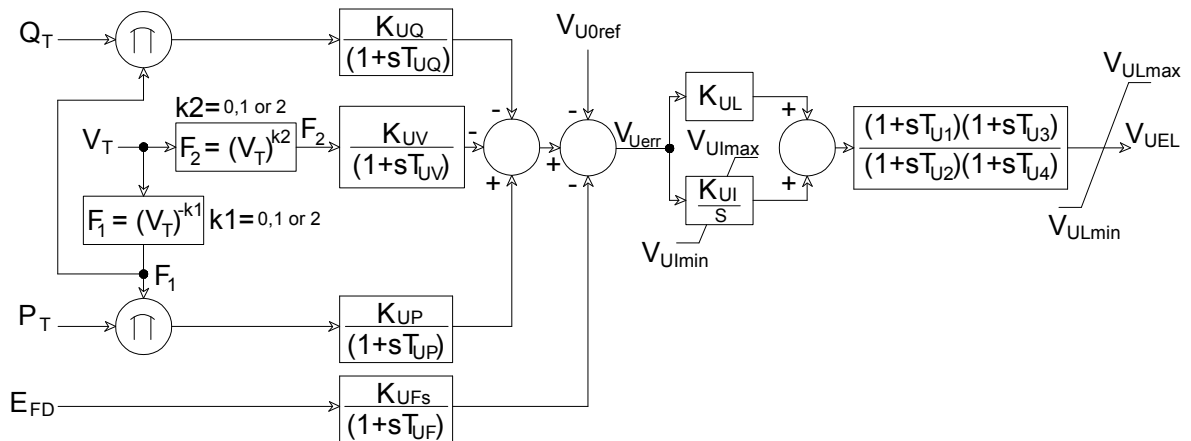 Q_T
K_UQ
(1+sT_UQ)
V_U0ref
-
-
k2= 0,1 or 2
V_T
F_2 = (V_T)^k2
F_2
K_UV
(1+sT_UV)
-
+
+
-
V_Uerr
K_UL
+
V_UImax
K_UI
s
+
V_UImin
(1+sT_U1)(1+sT_U3)
(1+sT_U2)(1+sT_U4)
V_ULmax
V_UEL
V_ULmin
F_1 = (V_T)^-k1
k1= 0,1 or 2
F_1
P_T
K_UP
(1+sT_UP)
E_FD
K_UFs
(1+sT_UF)